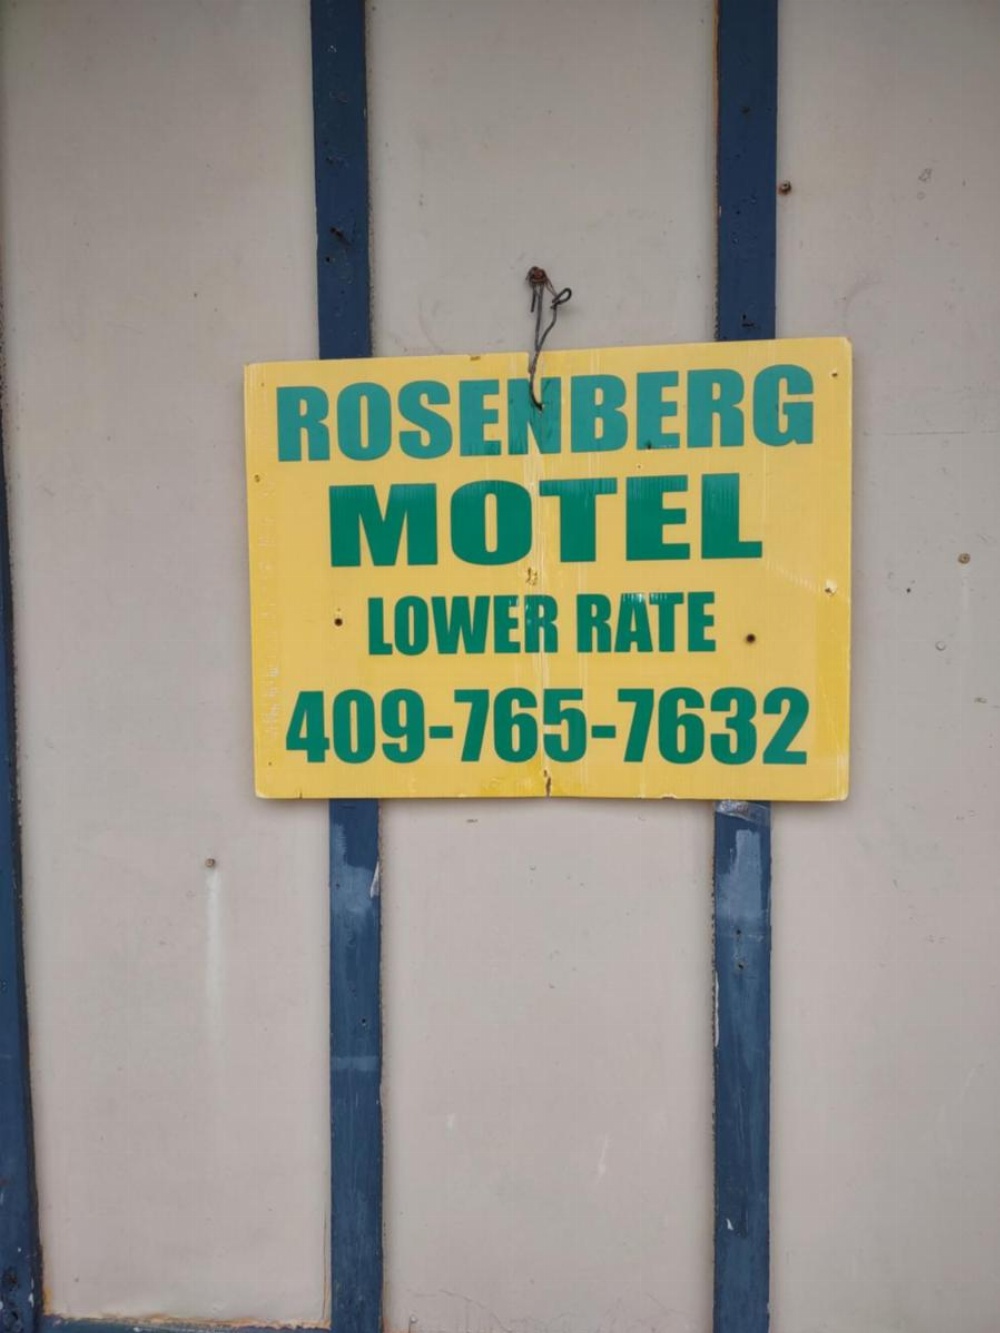 ROSENBERG
MOTEL
LOWER RATE
409-765-7632